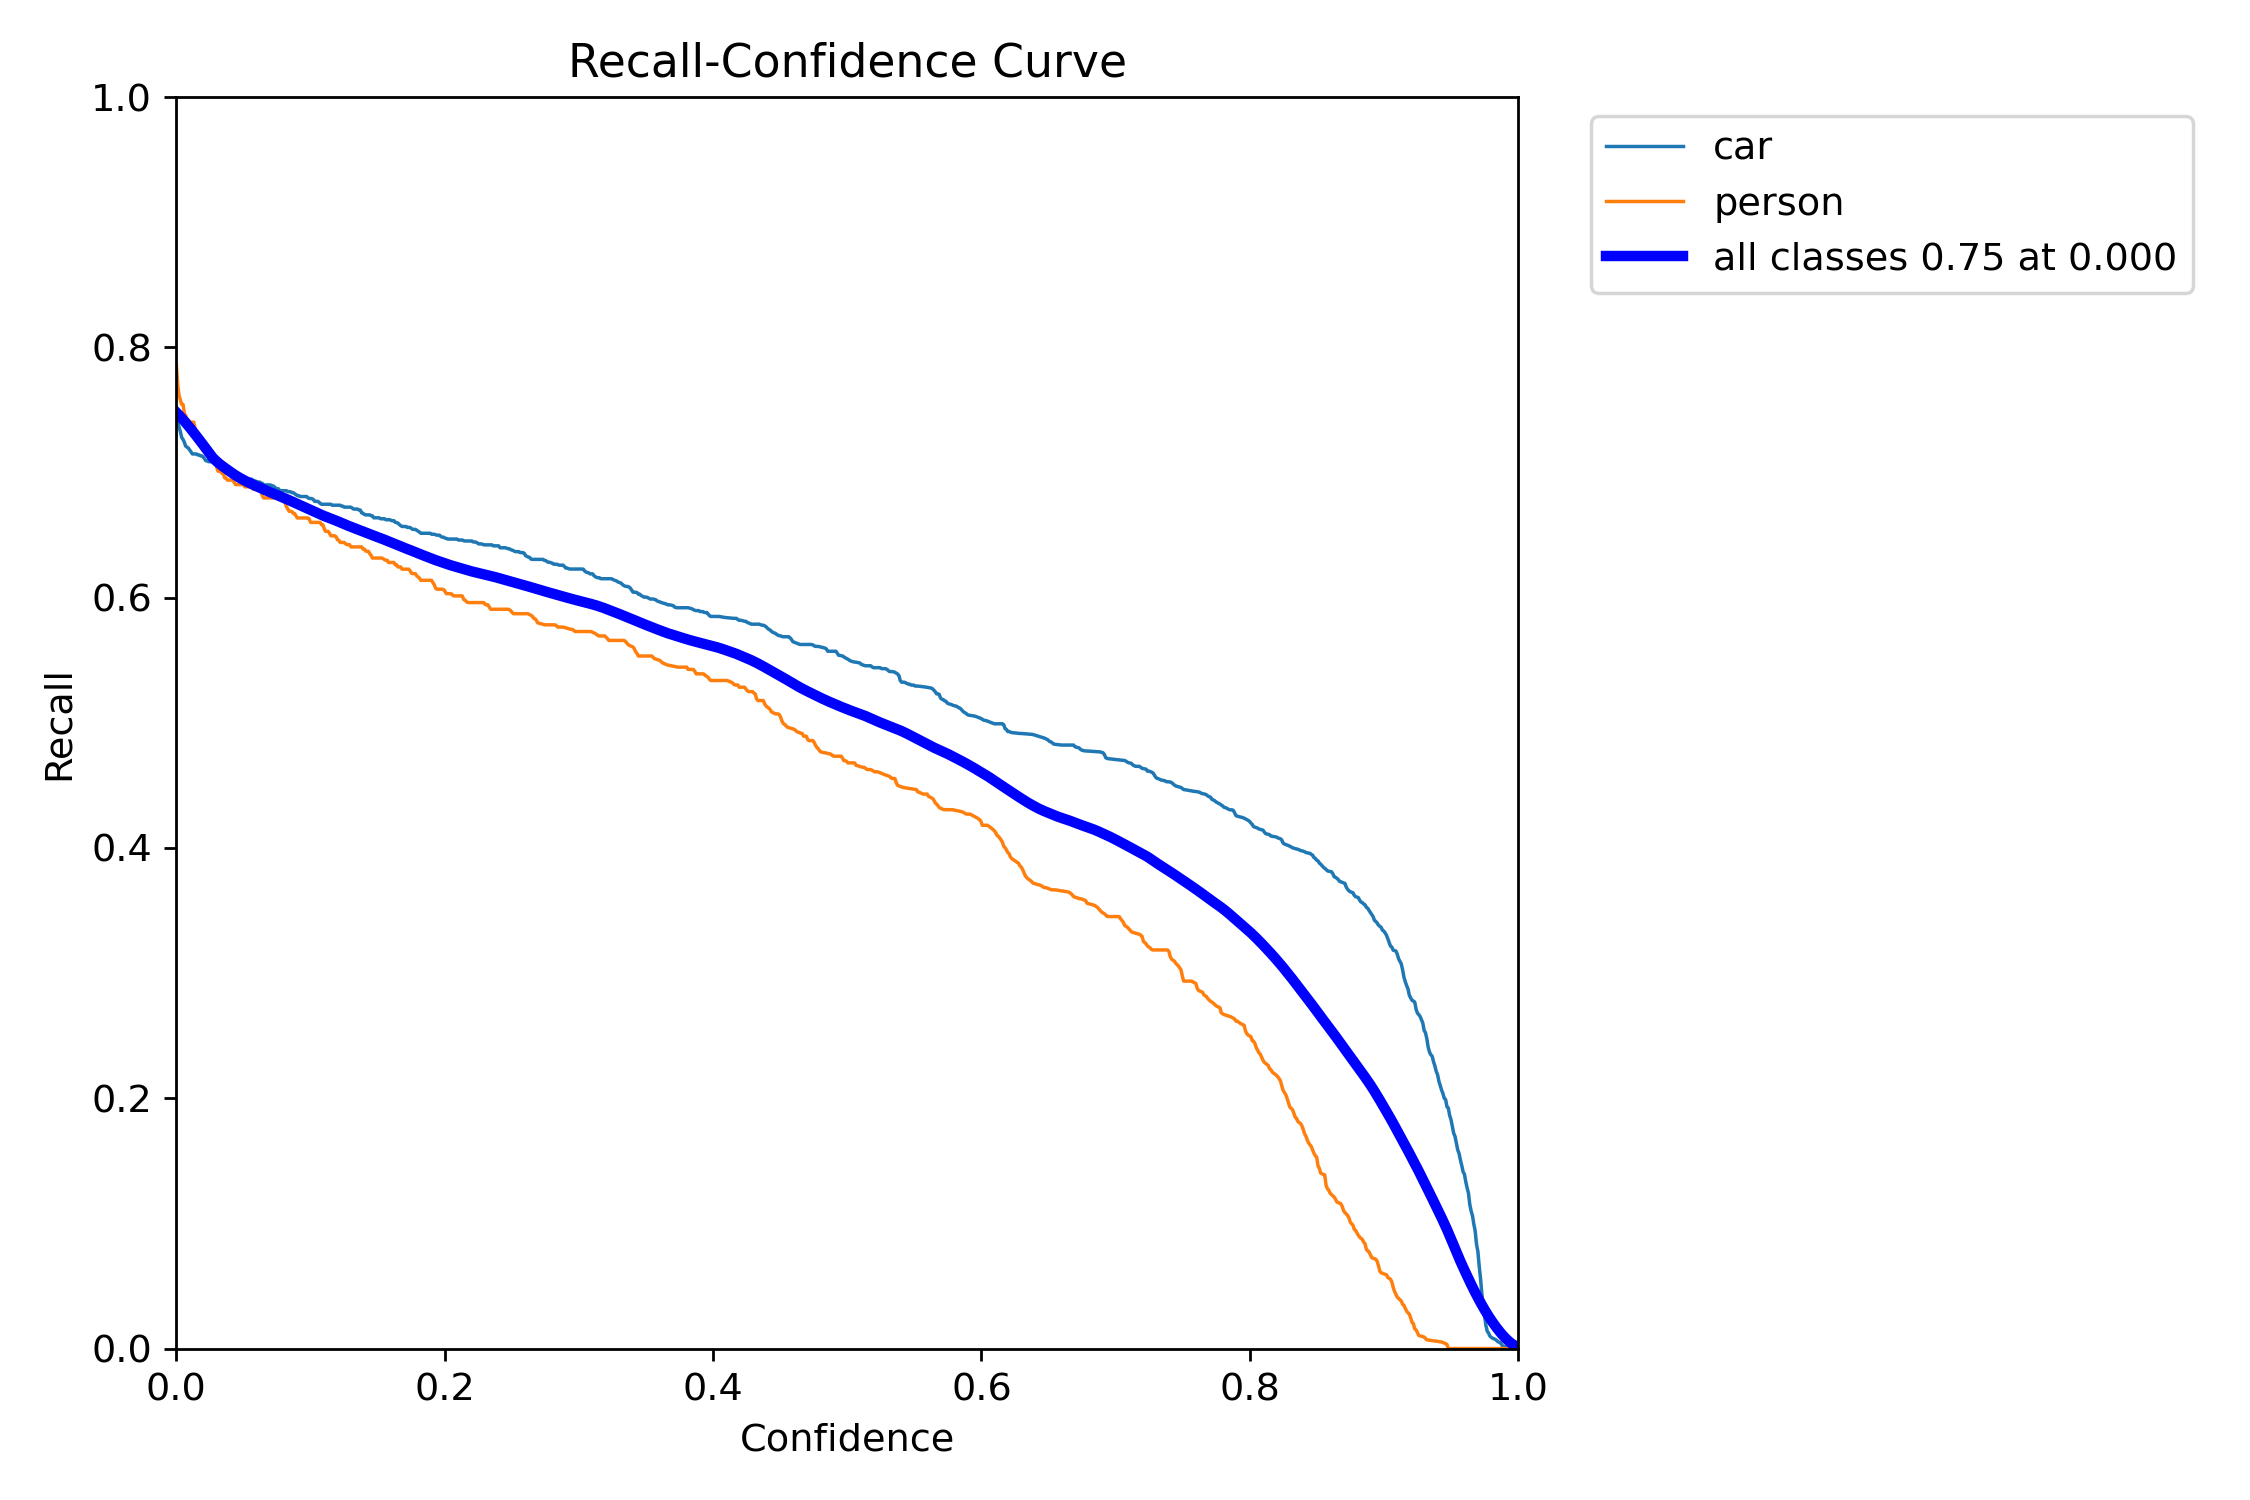 Recall-Confidence Curve
1.0
0.8
0.6
0.4
0.2
0.0
Recall
0.0 0.2 0.4 0.6 0.8 1.0
Confidence
car
person
all classes 0.75 at 0.000